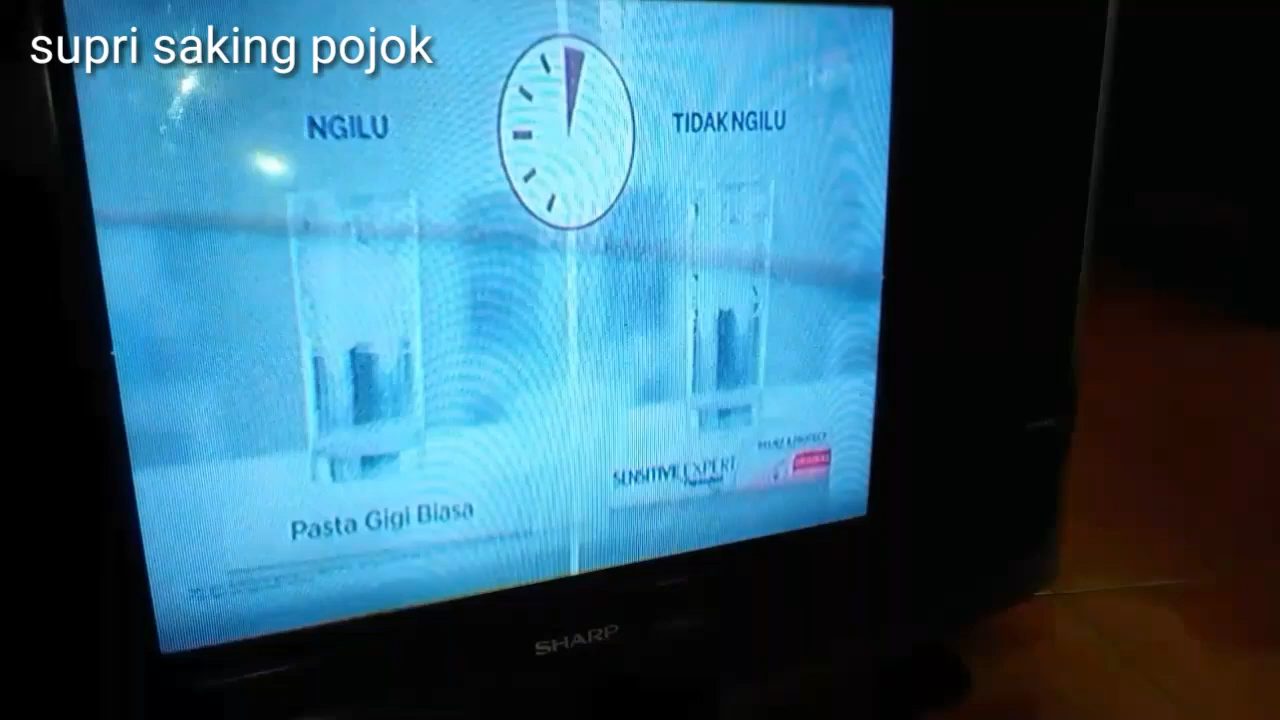 supri saking pojok
NGILU
TIDAK NGILU
SENSITIVE EXPERT
Pasta Gigi Biasa
SHARP